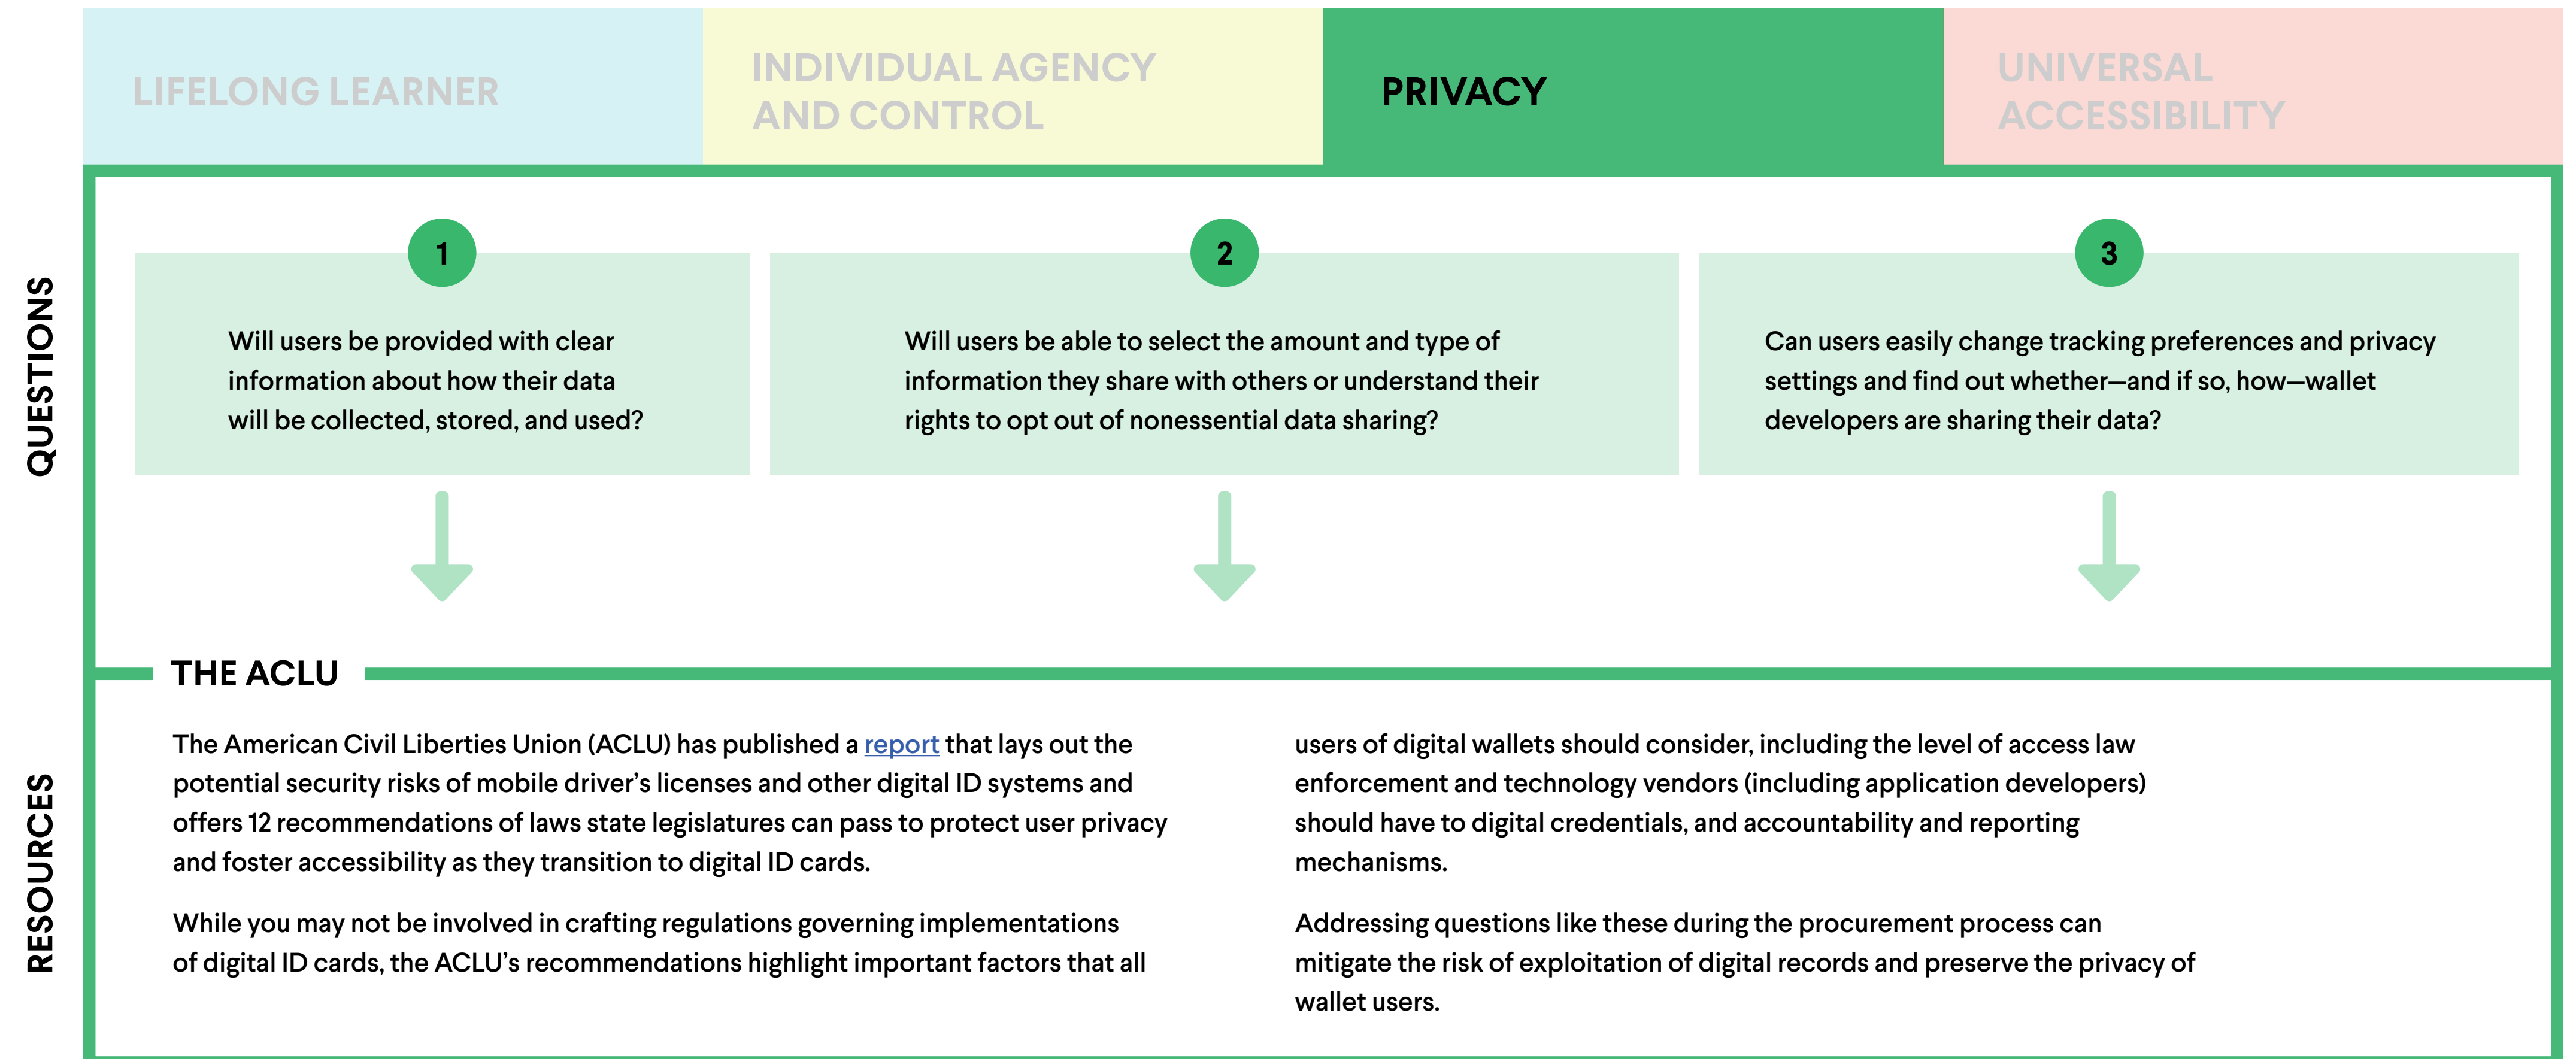 LIFELONG LEARNER
INDIVIDUAL AGENCY
AND CONTROL
PRIVACY
UNIVERSAL
ACCESSIBILITY
QUESTIONS
1
Will users be provided with clear
information about how their data
will be collected, stored, and used?
2
Will users be able to select the amount and type of
information they share with others or understand their
rights to opt out of nonessential data sharing?
3
Can users easily change tracking preferences and privacy
settings and find out whether—and if so, how—wallet
developers are sharing their data?
RESOURCES
THE ACLU
The American Civil Liberties Union (ACLU) has published a report that lays out the
potential security risks of mobile driver’s licenses and other digital ID systems and
offers 12 recommendations of laws state legislatures can pass to protect user privacy
and foster accessibility as they transition to digital ID cards.
While you may not be involved in crafting regulations governing implementations
of digital ID cards, the ACLU’s recommendations highlight important factors that all
users of digital wallets should consider, including the level of access law
enforcement and technology vendors (including application developers)
should have to digital credentials, and accountability and reporting
mechanisms.
Addressing questions like these during the procurement process can
mitigate the risk of exploitation of digital records and preserve the privacy of
wallet users.